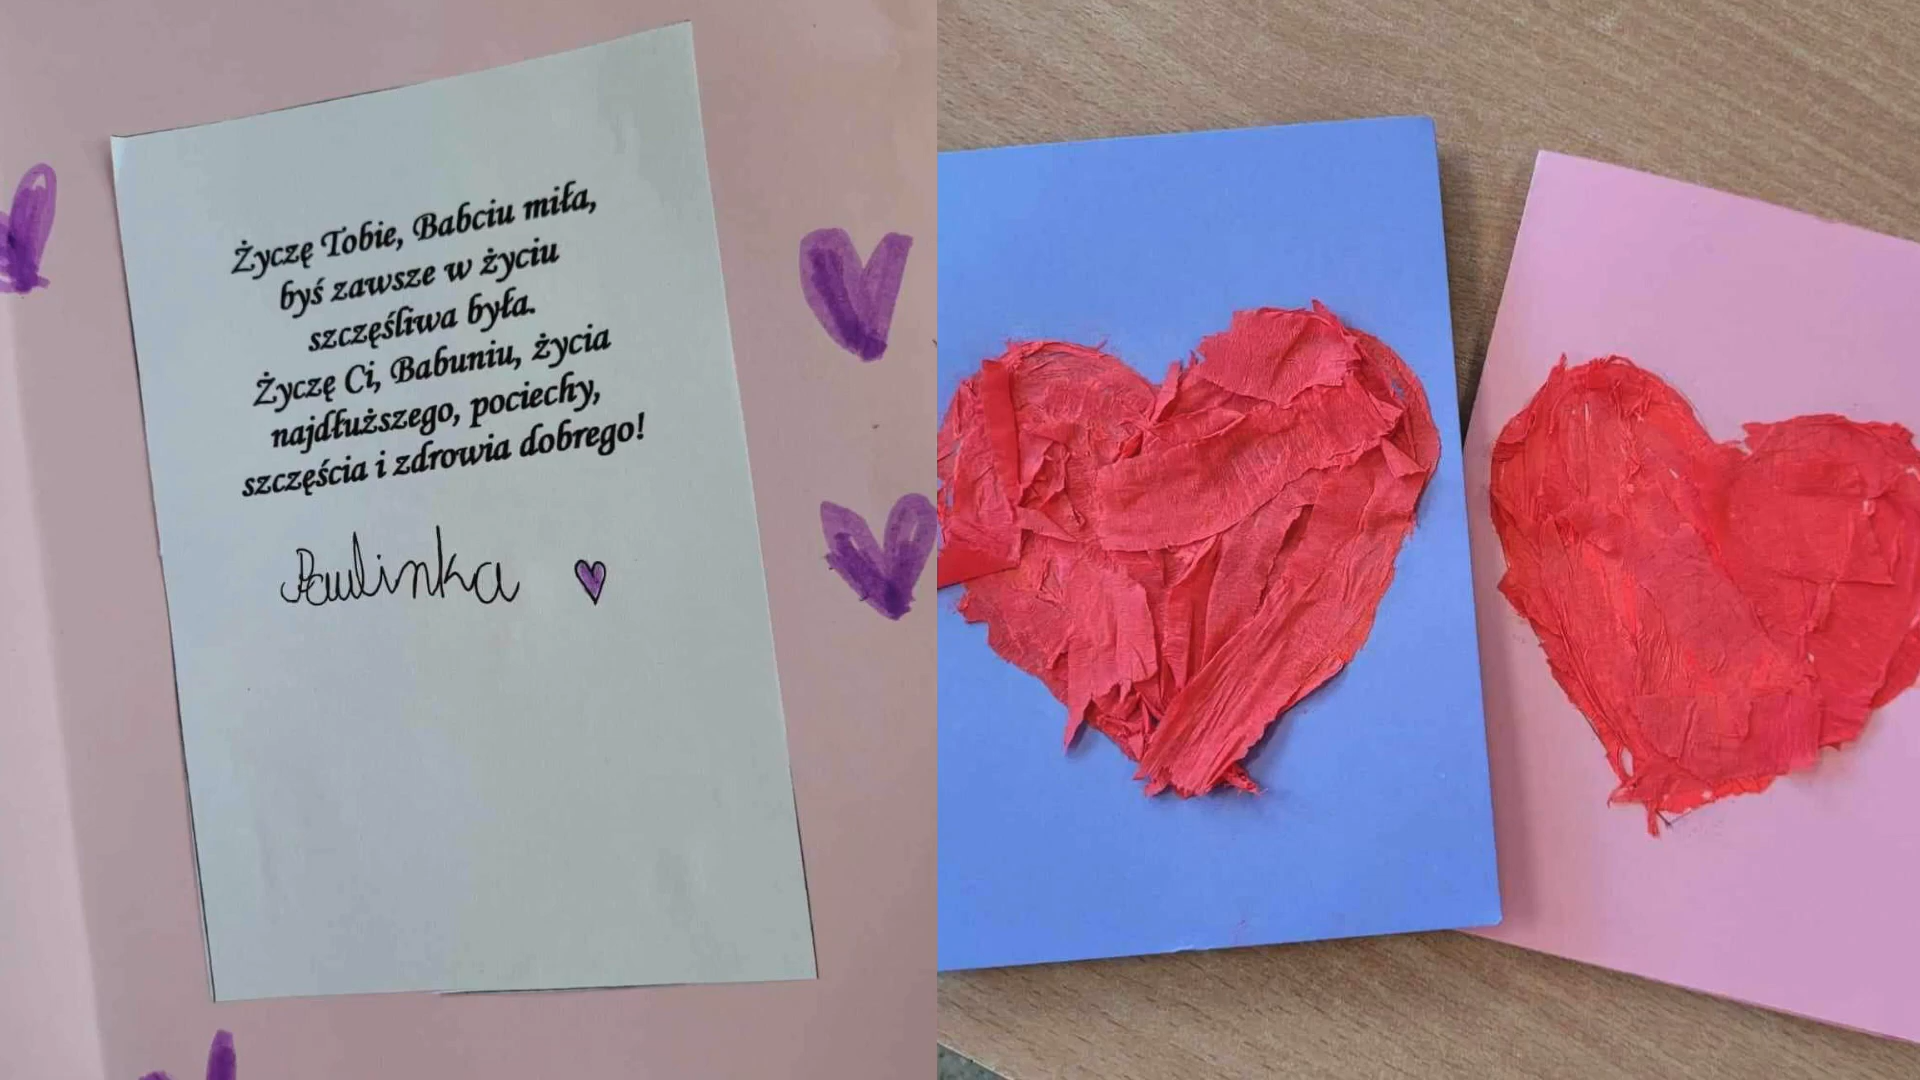 Życzę Tobie, Babciu miła,
byś zawsze w życiu
szczęśliwa była.
Życzę Ci, Babuniu, życia
najdłuższego, pociechy,
szczęścia i zdrowia dobrego!
Paulinka